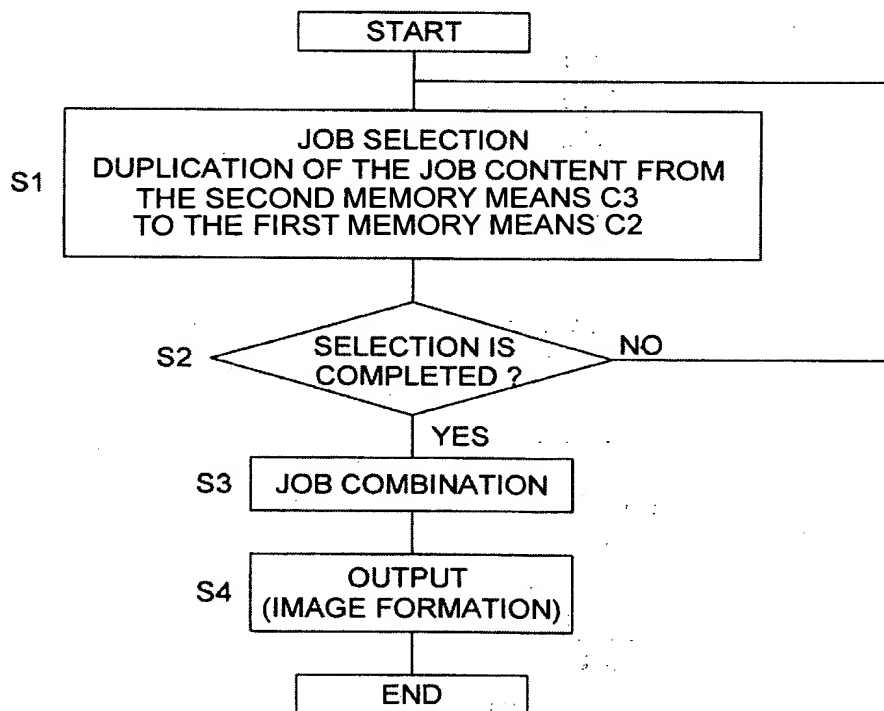 START
S1
JOB SELECTION
DUPLICATION OF THE JOB CONTENT FROM
THE SECOND MEMORY MEANS C3
TO THE FIRST MEMORY MEANS C2
S2
SELECTION IS
COMPLETED ?
NO
YES
S3
JOB COMBINATION
S4
OUTPUT
(IMAGE FORMATION)
END